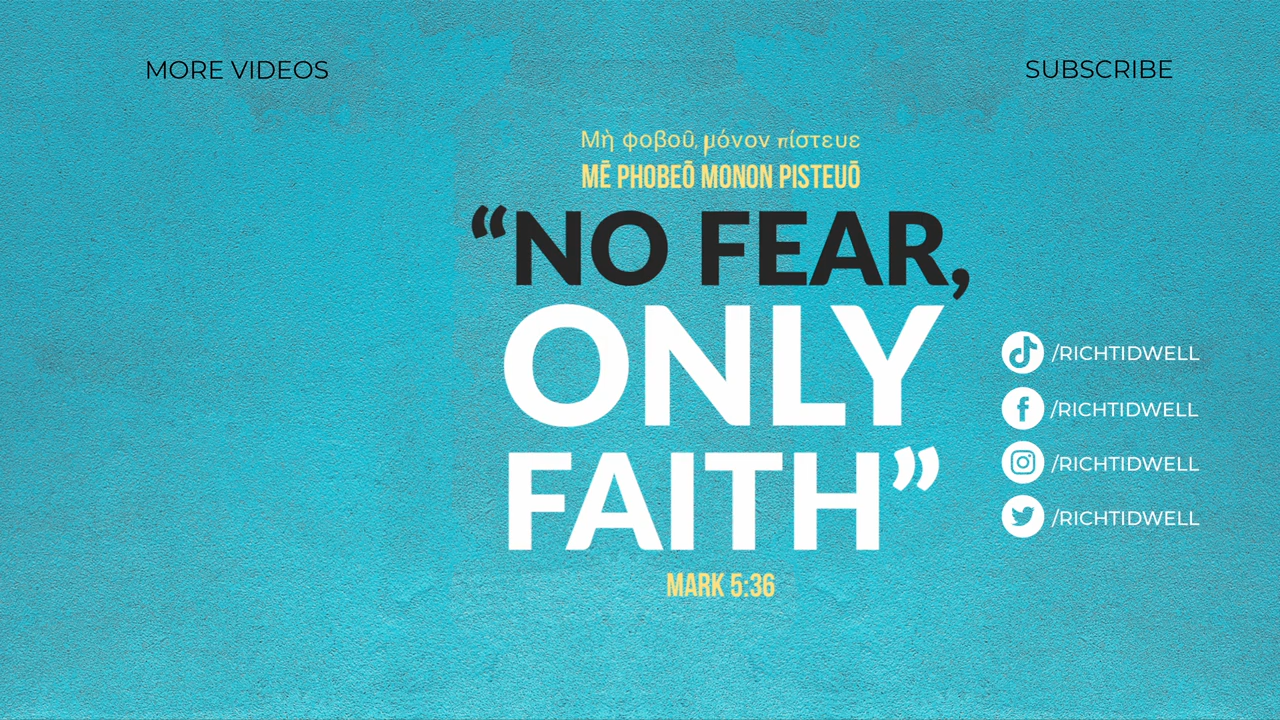 MORE VIDEOS
SUBSCRIBE
Μὴ φοβοῦ, μόνον πίστευε
MĒ PHOBEŌ MONON PISTEUŌ
“NO FEAR,
ONLY
FAITH”
MARK 5:36
/RICHTIDWELL
/RICHTIDWELL
/RICHTIDWELL
/RICHTIDWELL